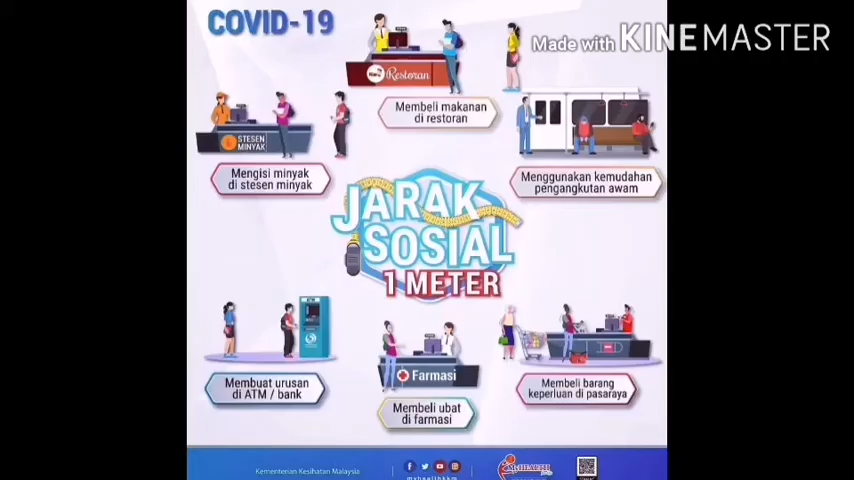 COVID-19
Made with KINEMASTER
Restoran
Membeli makanan
di restoran
STESEN
MINYAK
Mengisi minyak
di stesen minyak
Menggunakan kemudahan
pengangkutan awam
JARAK
SOSIAL
1 METER
Membuat urusan
di ATM / bank
Farmasi
Membeli ubat
di farmasi
Membeli barang
keperluan di pasaraya
Kementerian Kesihatan Malaysia
myhealthkkm
MyHEALTH